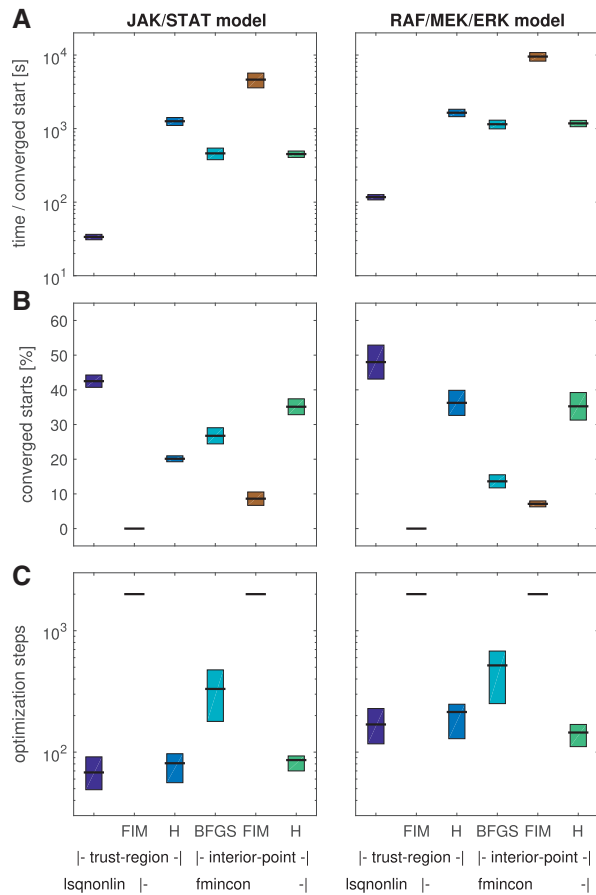 A
JAK/STAT model
RAF/MEK/ERK model
time / converged start [s]
10^4
10^3
10^2
10^1
B
converged starts [%]
60
50
40
30
20
10
0
C
optimization steps
10^3
10^2
FIM H BFGS FIM H
FIM H BFGS FIM H
|- trust-region -| |- interior-point -|
|- trust-region -| |- interior-point -|
lsqnonlin |- fmincon -|
lsqnonlin |- fmincon -|